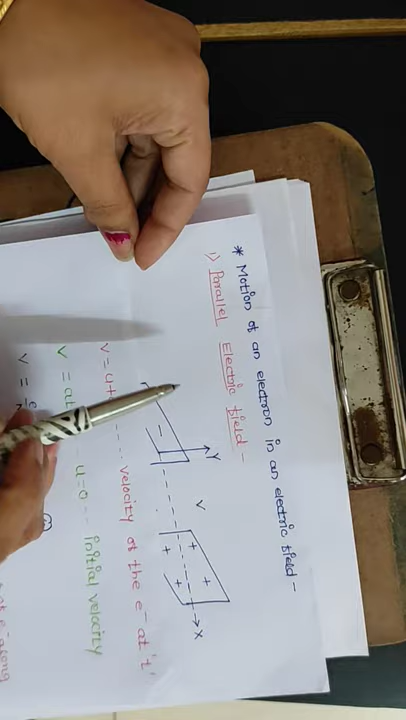 * Motion of an electron in an electric field -
1) Parallel Electric field -
Y
V
- -
+ +
+ +
X
V = u+ .... velocity of the e⁻ at 't'
V = at - u=0 -- initial velocity
V =
along